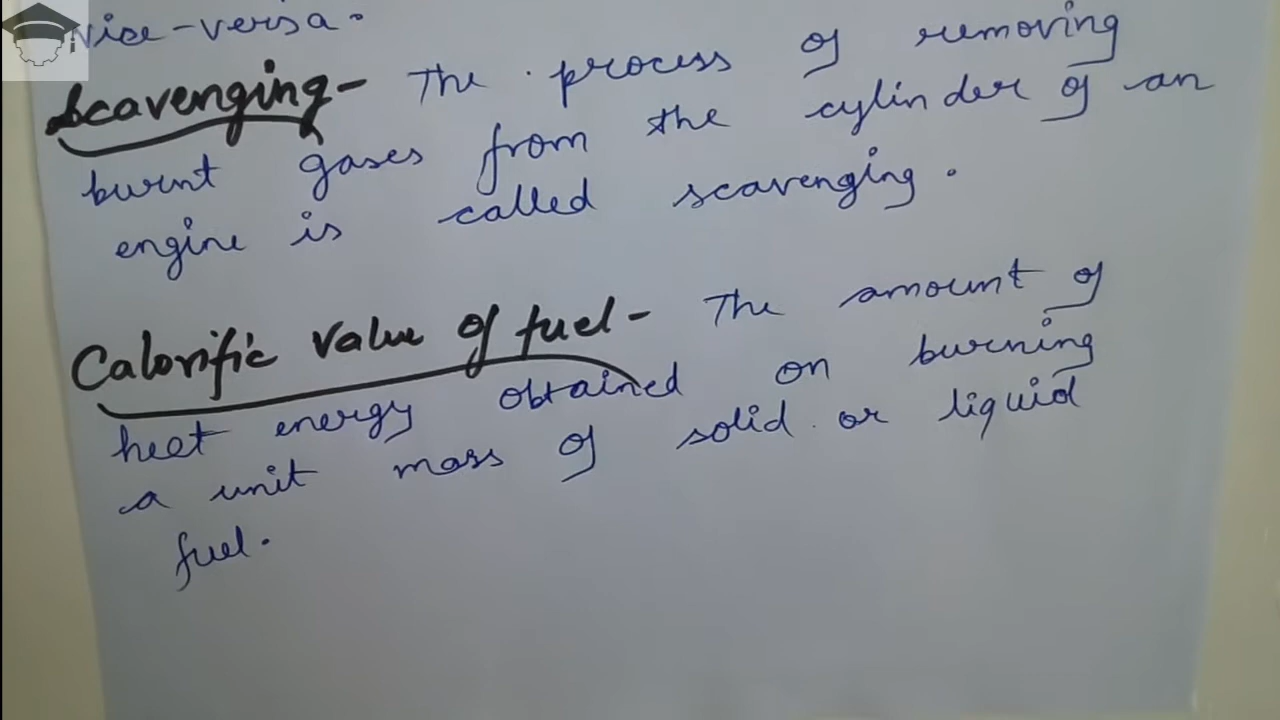 vice-versa.
Scavenging- The process of removing
burnt gases from the cylinder of an
engine is called scavenging.
Calorific Value of fuel- The amount of
heat energy obtained on burning
a unit mass of solid or liquid
fuel.